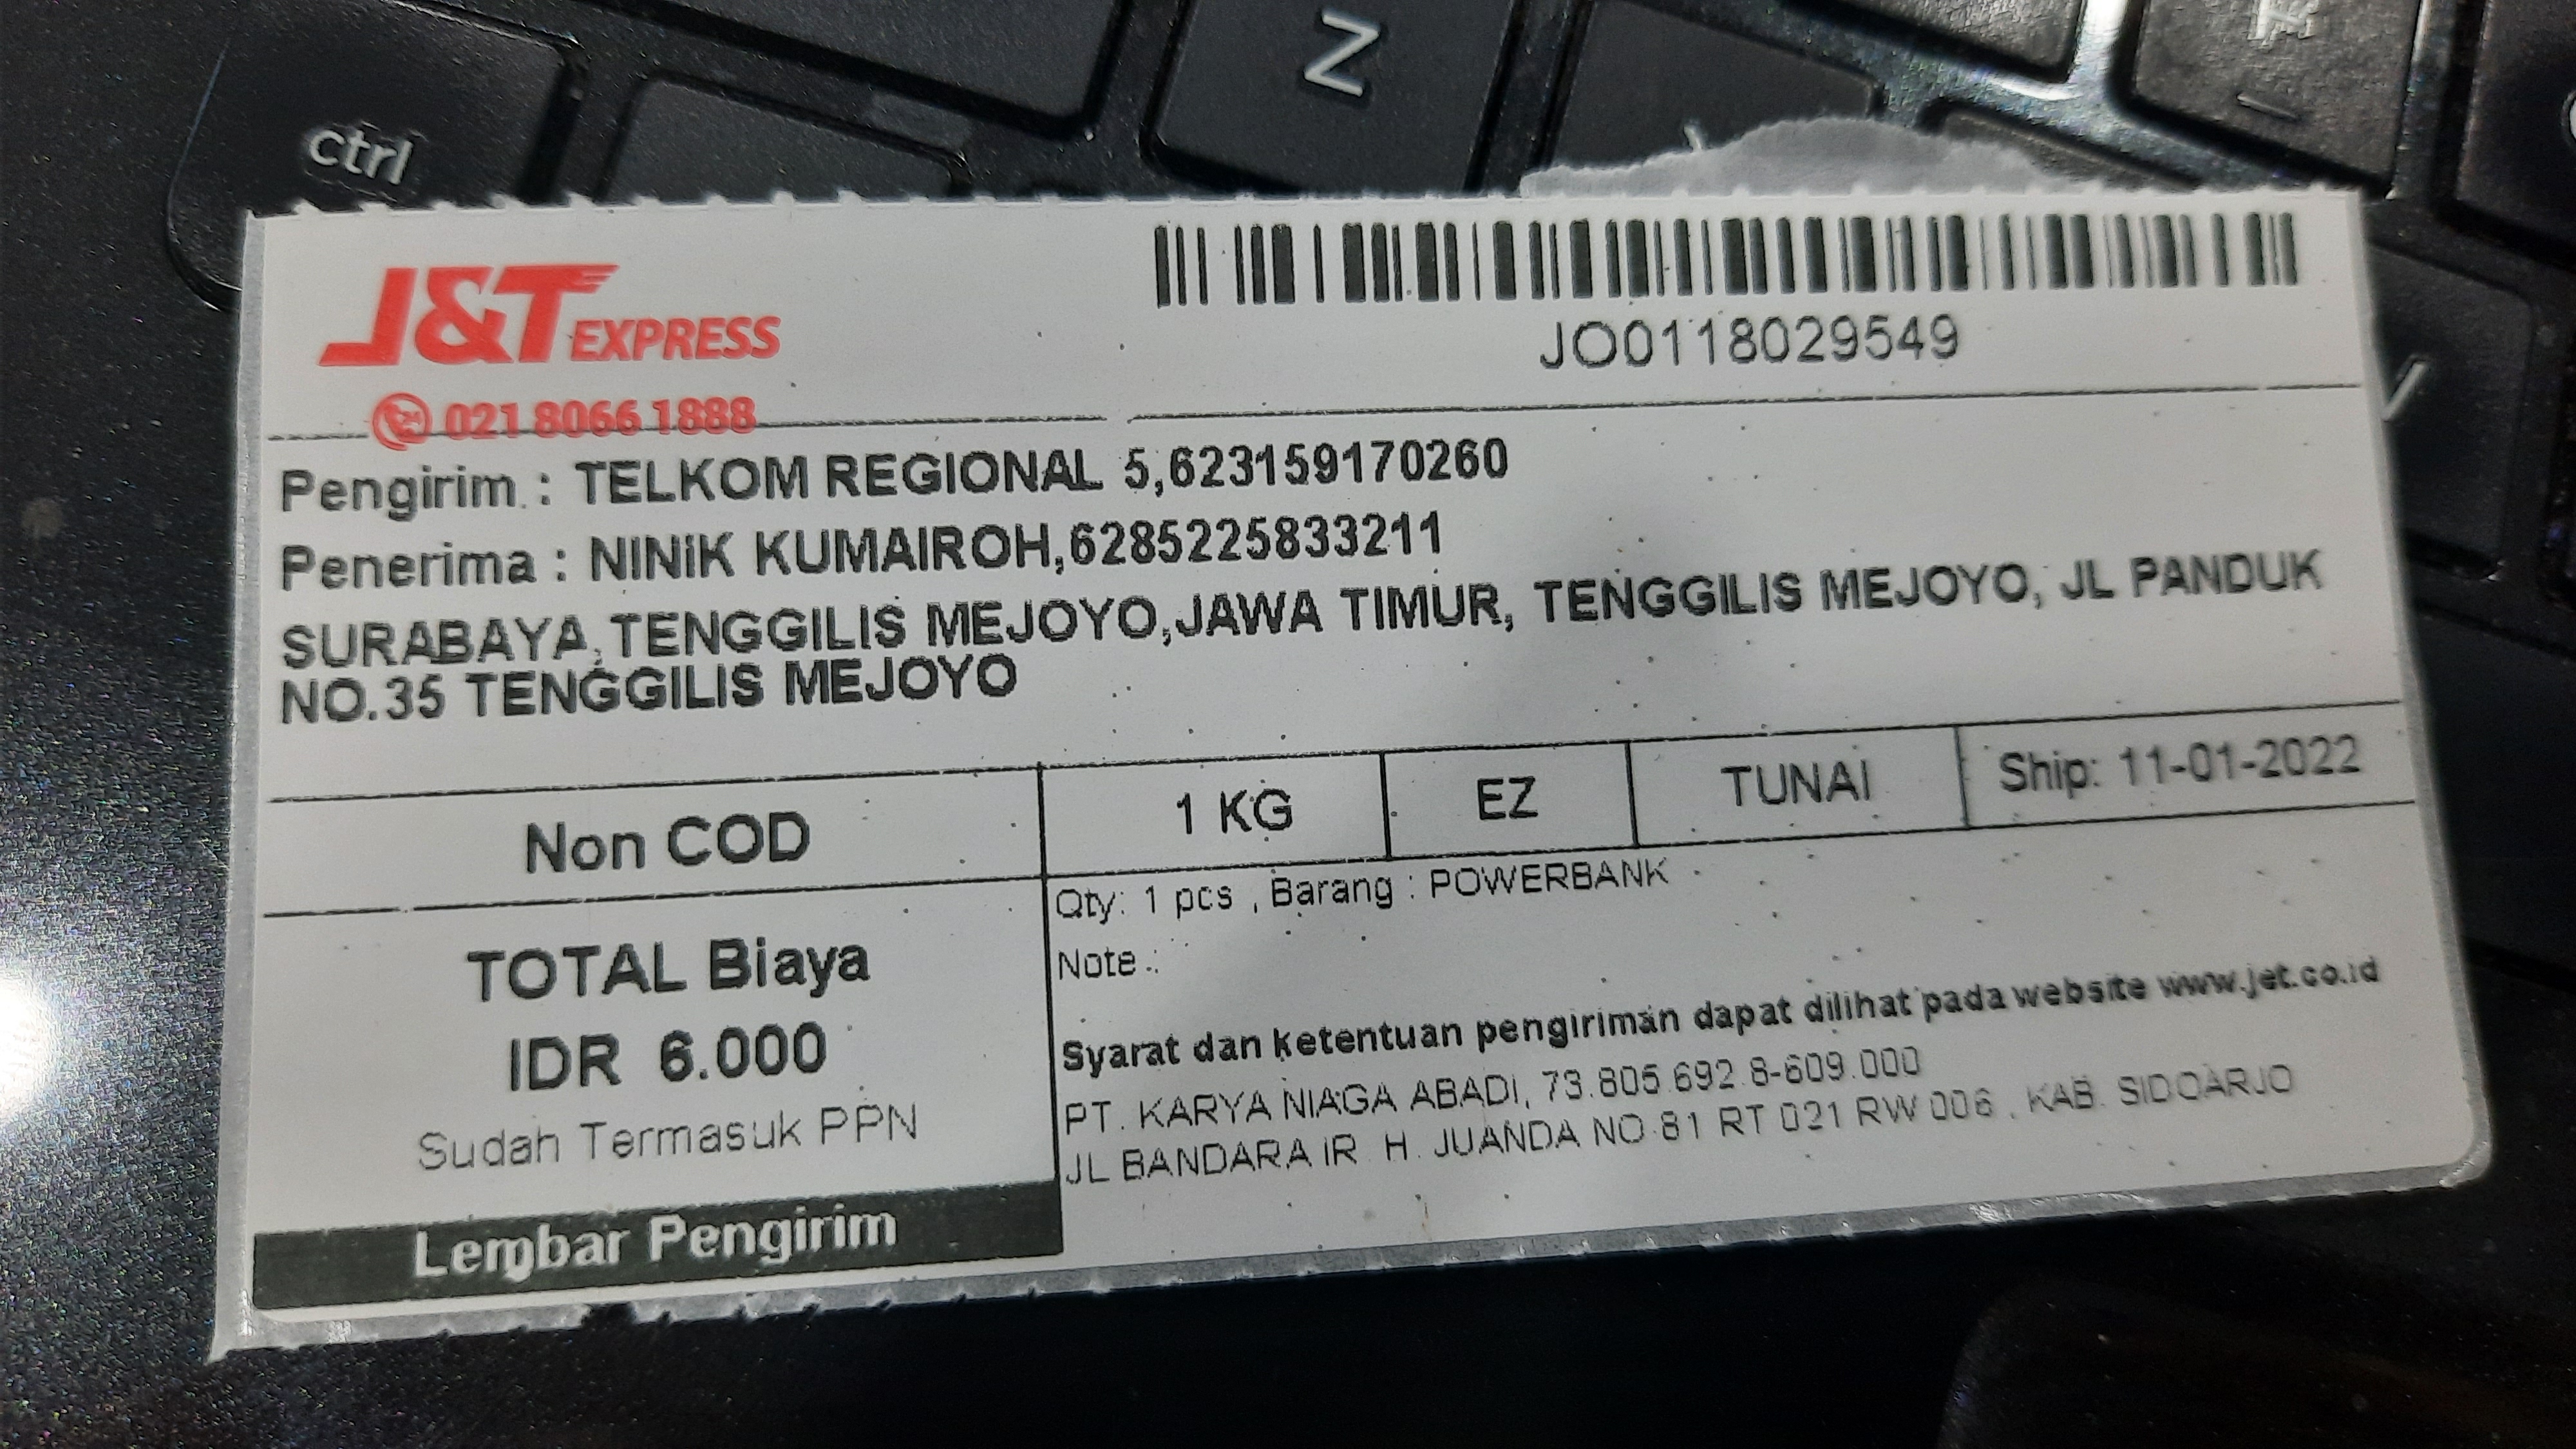 J&T EXPRESS
021 8066 1888
JO0118029549
Pengirim : TELKOM REGIONAL 5,623159170260
Penerima : NINIK KUMAIROH,6285225833211
SURABAYA,TENGGILIS MEJOYO,JAWA TIMUR, TENGGILIS MEJOYO, JL PANDUK
NO.35 TENGGILIS MEJOYO
Non COD
1 KG
EZ
TUNAI
Ship: 11-01-2022
TOTAL Biaya
IDR 6.000
Sudah Termasuk PPN
Lembar Pengirim
Qty : 1 pcs , Barang : POWERBANK
Note :
Syarat dan ketentuan pengiriman dapat dilihat pada website www.jet.co.id
PT. KARYA NIAGA ABADI, 73.805.692.8-609.000
JL BANDARA IR. H. JUANDA NO 81 RT 021 RW 006, KAB. SIDOARJO
Ctrl
Z